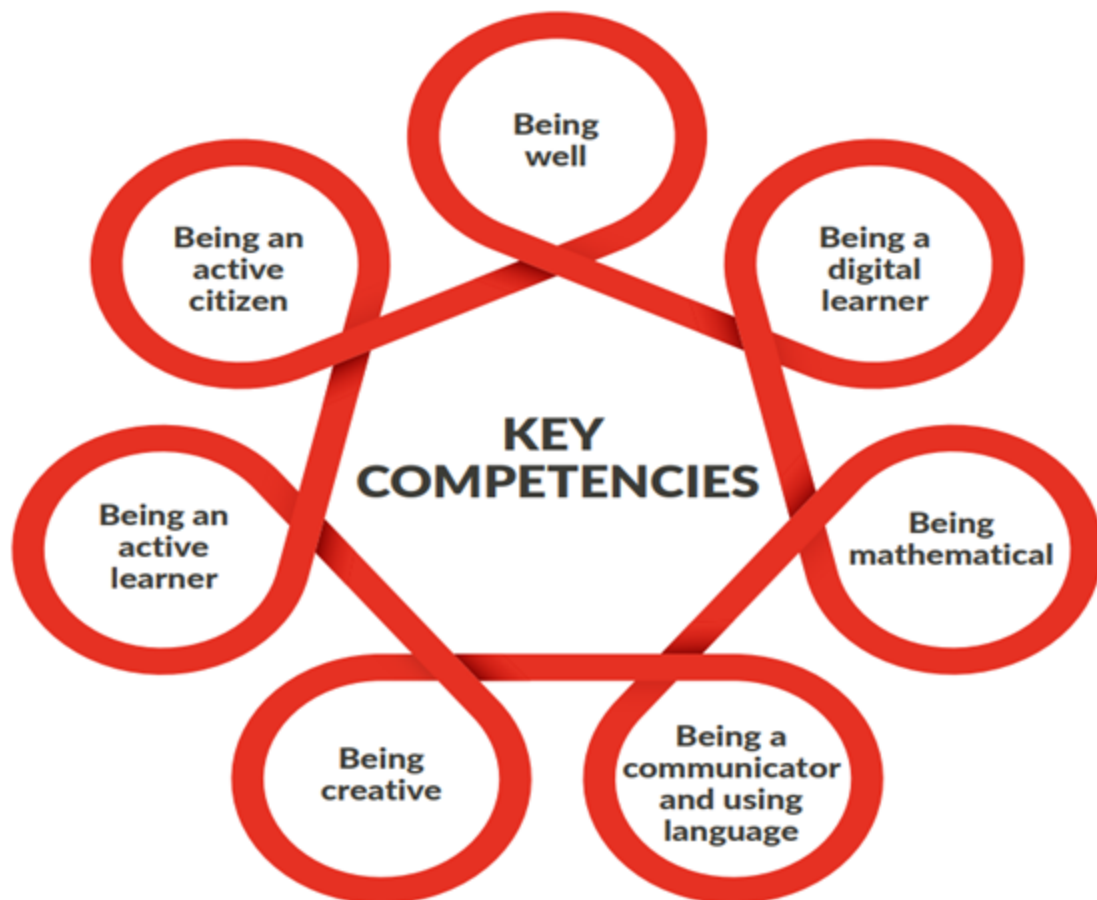 Being
well
Being an
active
citizen
Being a
digital
learner
KEY
COMPETENCIES
Being an
active
learner
Being
mathematical
Being
creative
Being a
communicator
and using
language